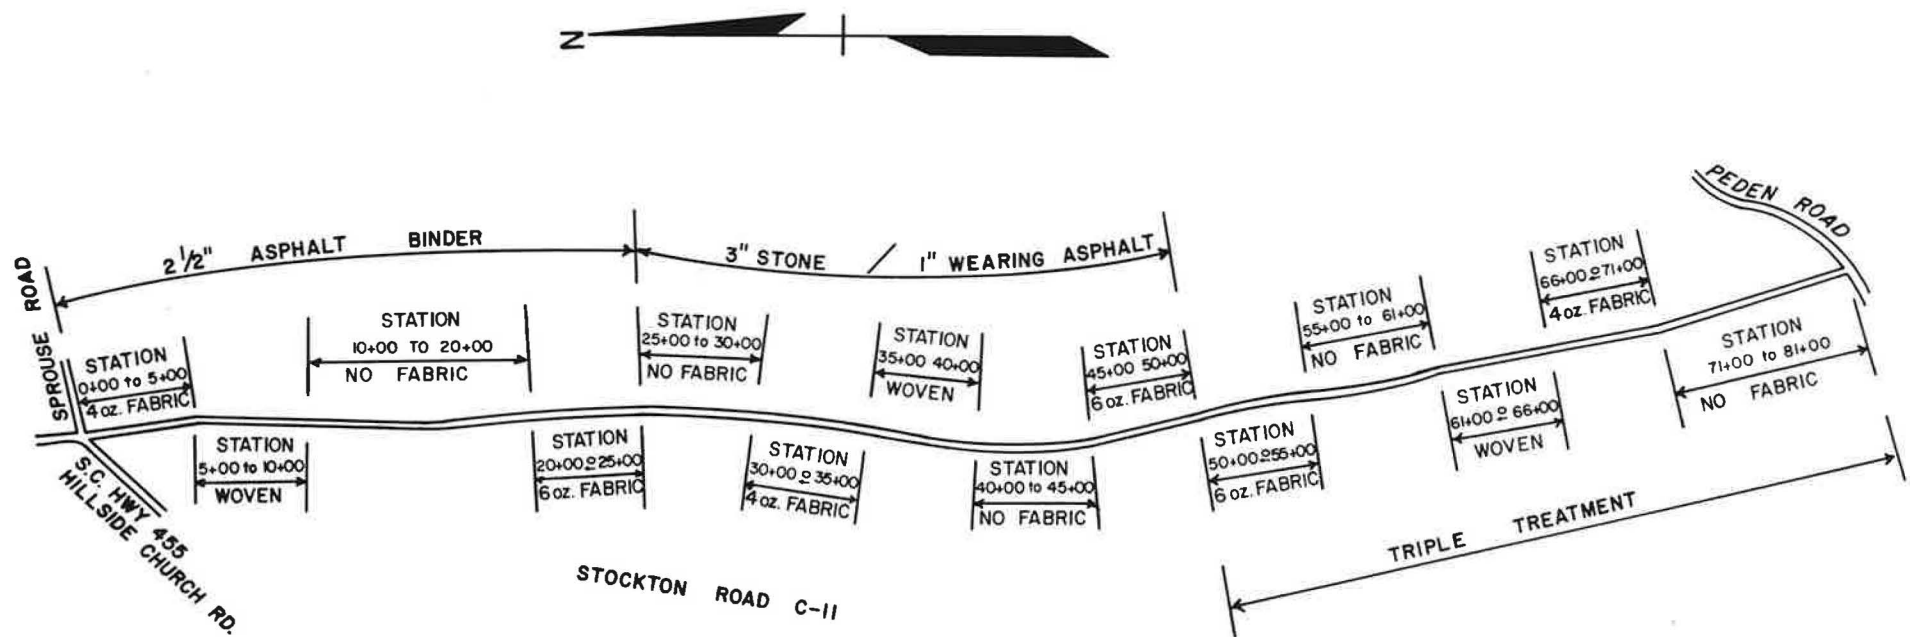 N
2 1/2" ASPHALT BINDER
3" STONE / 1" WEARING ASPHALT
PEDEN ROAD
SPROUSE ROAD
STATION
0+00 to 5+00
4 oz. FABRIC
STATION
10+00 TO 20+00
NO FABRIC
STATION
25+00 to 30+00
NO FABRIC
STATION
35+00 40+00
WOVEN
STATION
45+00 50+00
6 oz. FABRIC
STATION
55+00 to 61+00
NO FABRIC
STATION
66+00 to 71+00
4 oz. FABRIC
STATION
5+00 to 10+00
WOVEN
STATION
20+00 to 25+00
6 oz. FABRIC
STATION
30+00 to 35+00
4 oz. FABRIC
STATION
40+00 to 45+00
NO FABRIC
STATION
50+00 to 55+00
6 oz. FABRIC
STATION
61+00 to 66+00
WOVEN
STATION
71+00 to 81+00
NO FABRIC
S.C. HWY 455
HILLSIDE CHURCH RD.
STOCKTON ROAD C-11
TRIPLE TREATMENT